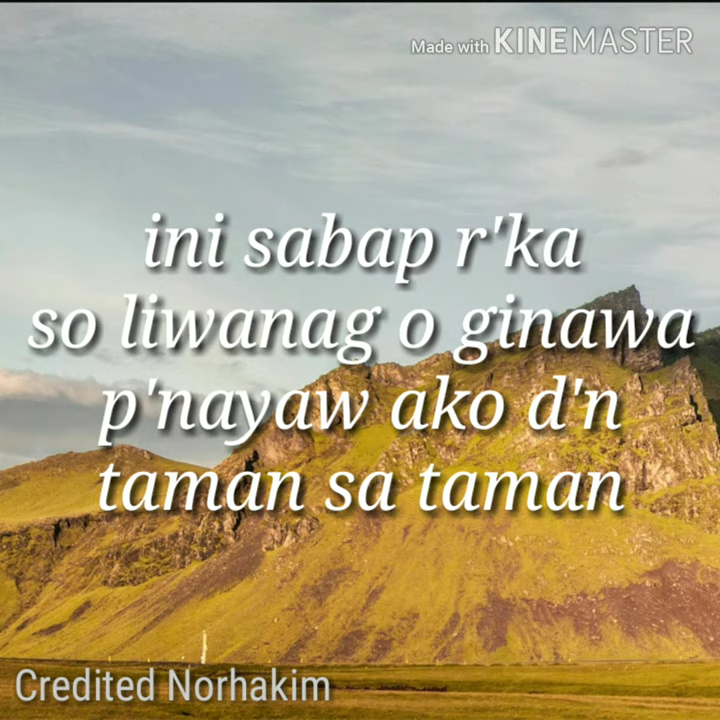 Made with KINEMASTER
ini sabap r'ka
so liwanag o ginawa
p'nayaw ako d'n
taman sa taman
Credited Norhakim